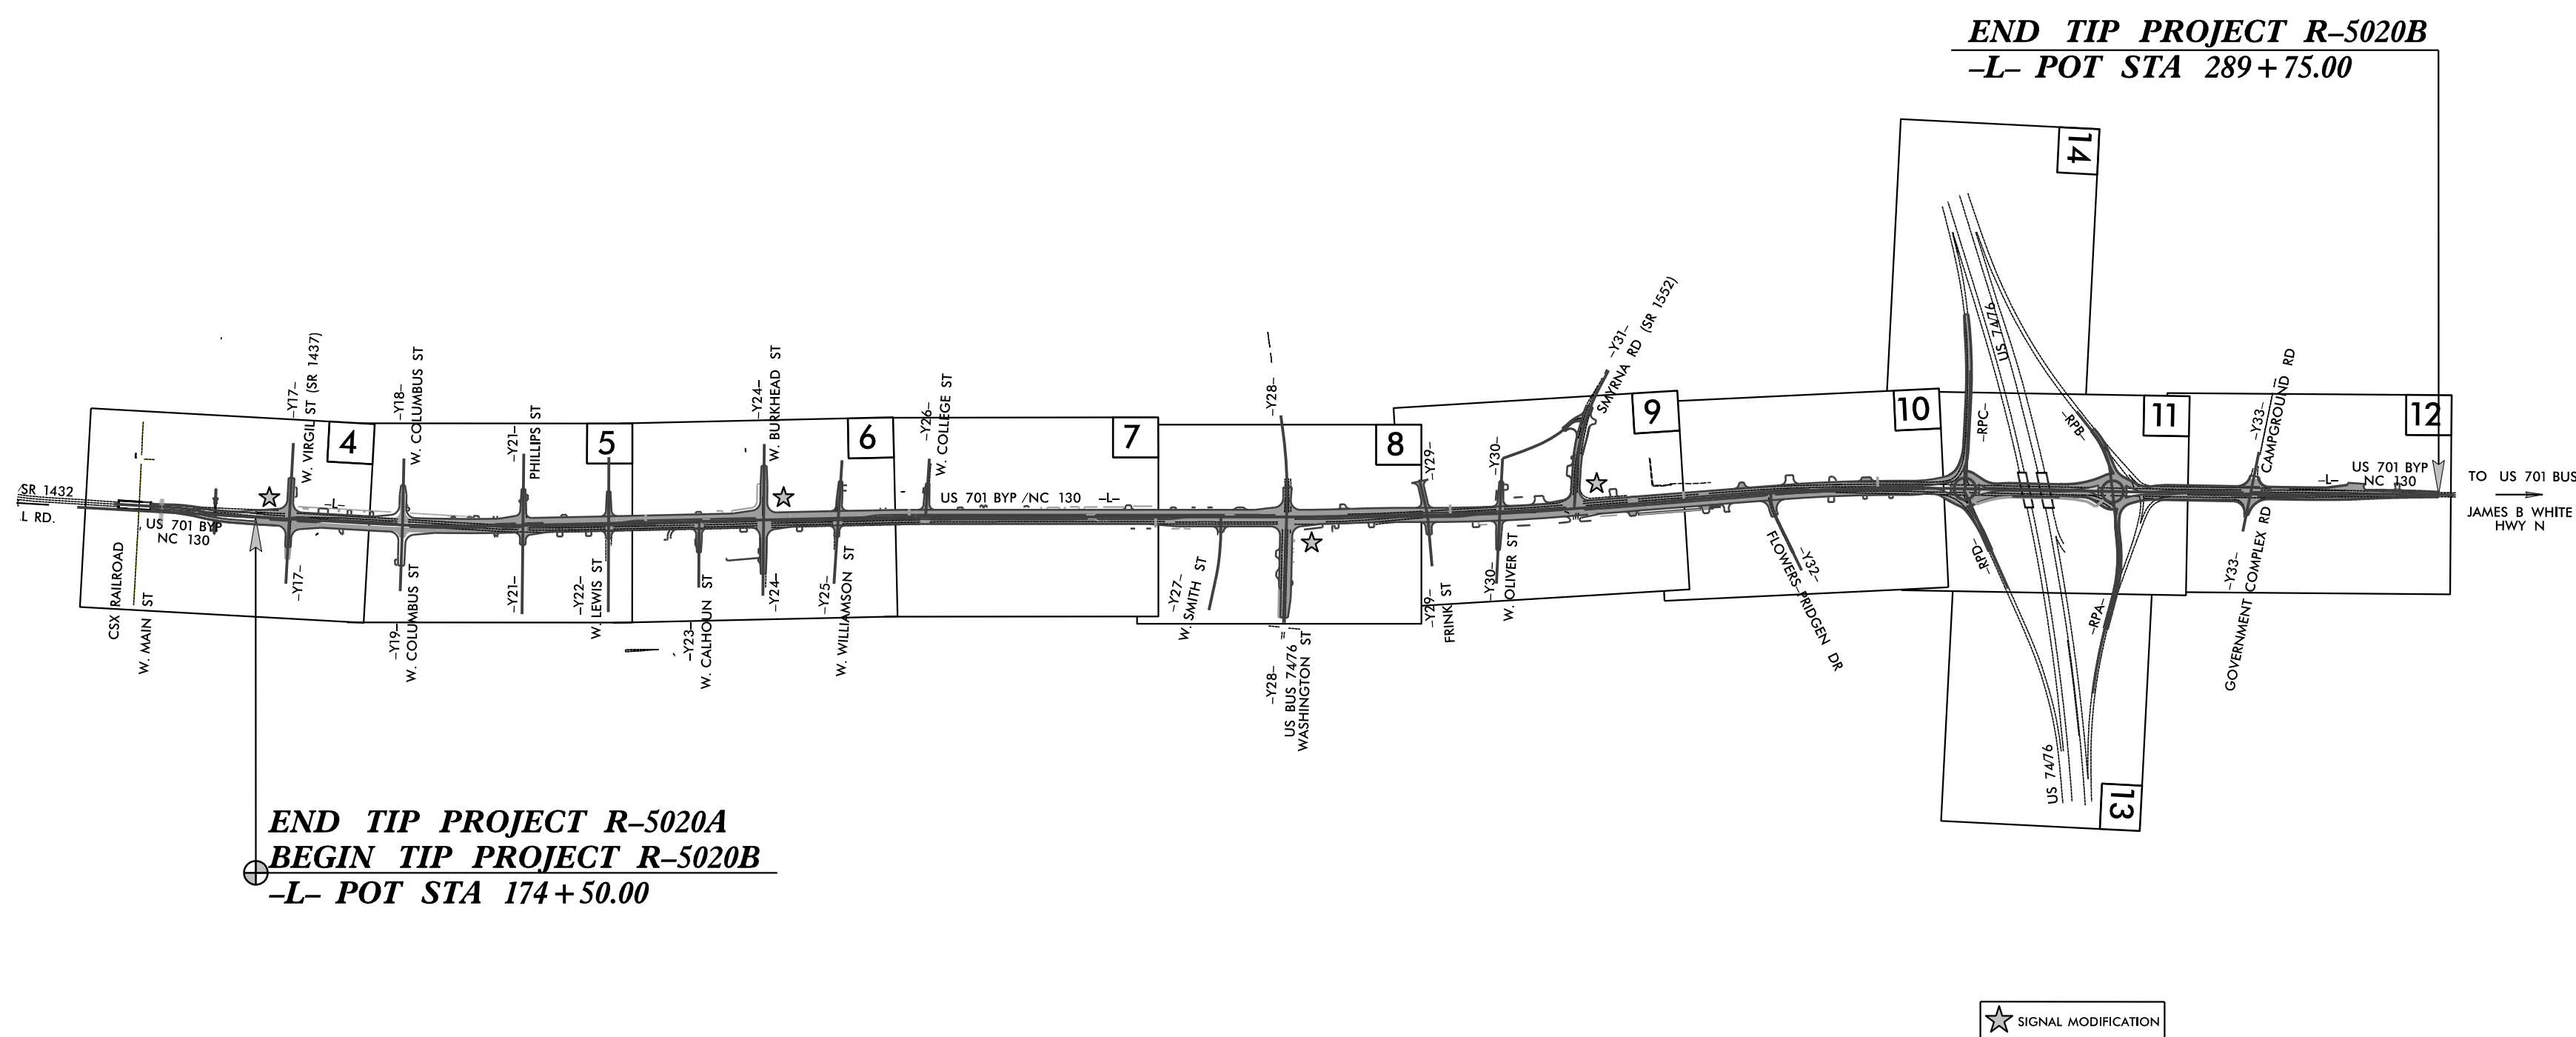 END TIP PROJECT R–5020B
–L– POT STA 289+75.00
14
–Y31–
SMYRNA RD (SR 1552)
US 74/76
–Y17–
W. VIRGIL ST (SR 1437)
–Y18–
W. COLUMBUS ST
–Y21–
PHILLIPS ST
–Y24–
W. BURKHEAD ST
–Y26–
W. COLLEGE ST
–Y28–
–Y29–
–Y30–
–RPC–
–RPB–
–Y33–
CAMPGROUND RD
4
5
6
7
8
9
10
11
12
SR 1432
L RD.
US 701 BYP
NC 130
–L–
US 701 BYP /NC 130 –L–
–L–
US 701 BYP
NC 130
TO US 701 BUS
JAMES B WHITE
HWY N
CSX RAILROAD
W. MAIN ST
–Y17–
–Y19–
W. COLUMBUS ST
–Y21–
–Y22–
W. LEWIS ST
–Y23–
W. CALHOUN ST
–Y24–
–Y25–
W. WILLIAMSON ST
–Y27–
W. SMITH ST
–Y28–
US BUS 74/76
WASHINGTON ST
–Y29–
FRINK ST
–Y30–
W. OLIVER ST
–Y32–
FLOWERS–PRIDGEN DR
–RPD–
–RPA–
–Y33–
GOVERNMENT COMPLEX RD
US 74/76
13
END TIP PROJECT R–5020A
BEGIN TIP PROJECT R–5020B
–L– POT STA 174+50.00
SIGNAL MODIFICATION